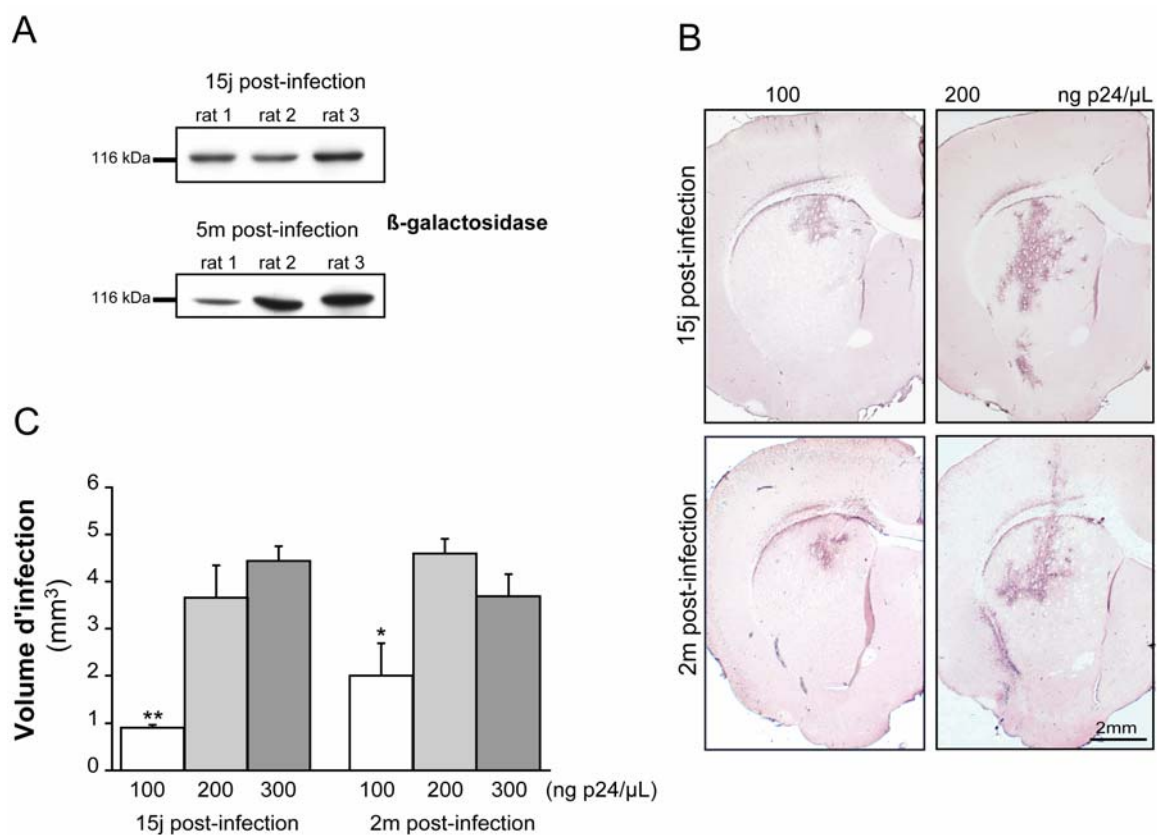 A
15j post-infection
rat 1 rat 2 rat 3
116 kDa
5m post-infection
ß-galactosidase
rat 1 rat 2 rat 3
116 kDa
B
100 200 ng p24/µL
15j post-infection
2m post-infection
2mm
C
Volume d'infection
(mm³)
6
5
4
3
2
1
0
**
*
100 200 300 100 200 300 (ng p24/µL)
15j post-infection 2m post-infection